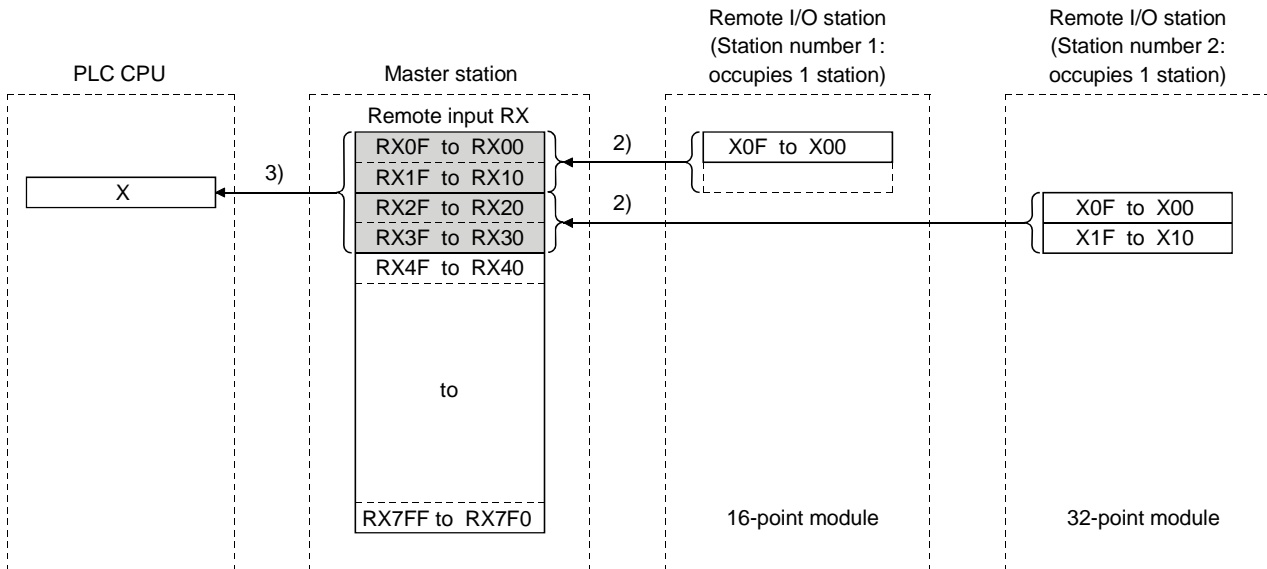 PLC CPU
Master station
Remote I/O station
(Station number 1:
occupies 1 station)
Remote I/O station
(Station number 2:
occupies 1 station)
Remote input RX
RX0F to RX00
RX1F to RX10
RX2F to RX20
RX3F to RX30
RX4F to RX40
to
RX7FF to RX7F0
X
3)
2)
2)
X0F to X00
16-point module
X0F to X00
X1F to X10
32-point module